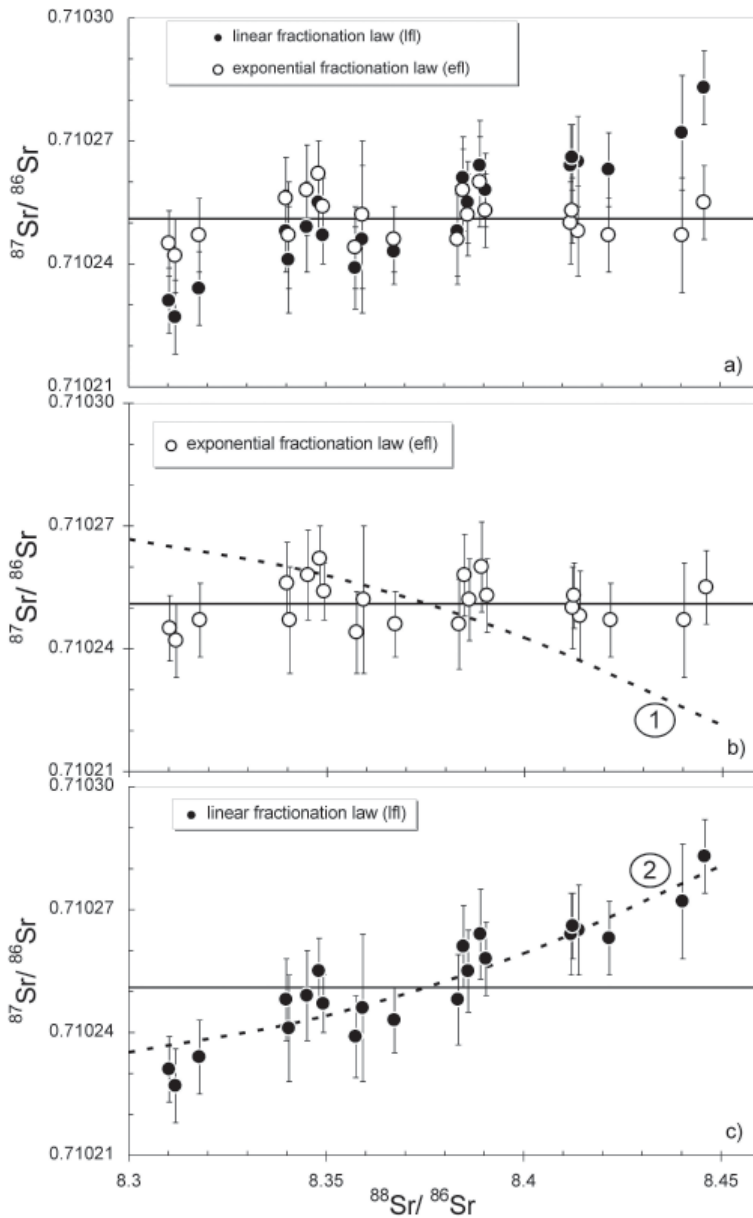 0.71030
● linear fractionation law (lfl)
○ exponential fractionation law (efl)
0.71027
87Sr/ 86Sr
0.71024
0.71021
a)
0.71030
○ exponential fractionation law (efl)
0.71027
87Sr/ 86Sr
0.71024
1
0.71021
b)
0.71030
● linear fractionation law (lfl)
2
0.71027
87Sr/ 86Sr
0.71024
0.71021
c)
8.3 8.35 8.4 8.45
88Sr/ 86Sr